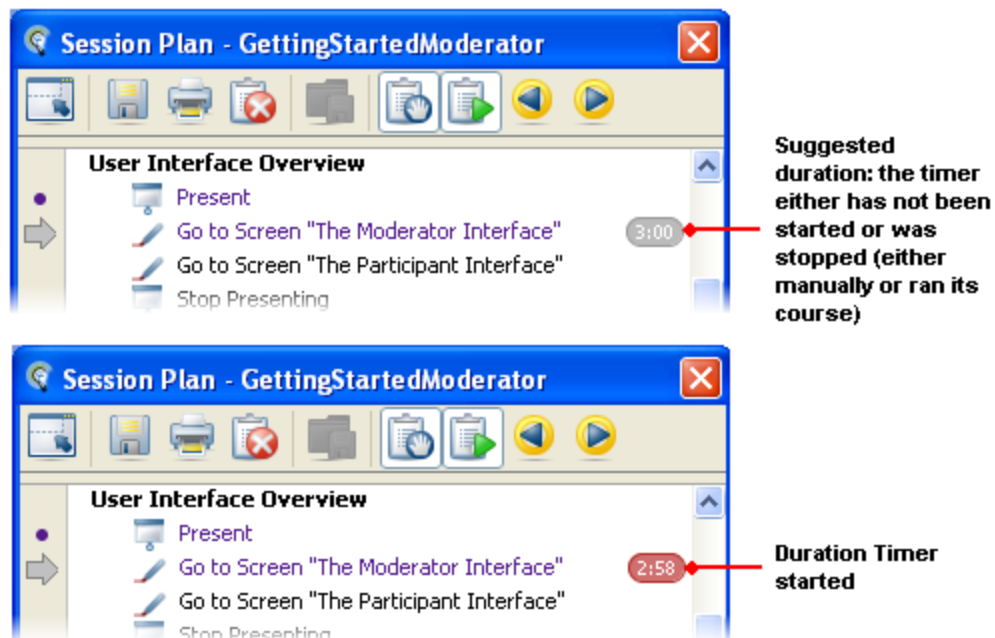 Session Plan - GettingStartedModerator
User Interface Overview
Present
Go to Screen "The Moderator Interface"
3:00
Go to Screen "The Participant Interface"
Stop Presenting
Suggested
duration: the timer
either has not been
started or was
stopped (either
manually or ran its
course)
Session Plan - GettingStartedModerator
User Interface Overview
Present
Go to Screen "The Moderator Interface"
2:58
Go to Screen "The Participant Interface"
Stop Presenting
Duration Timer
started